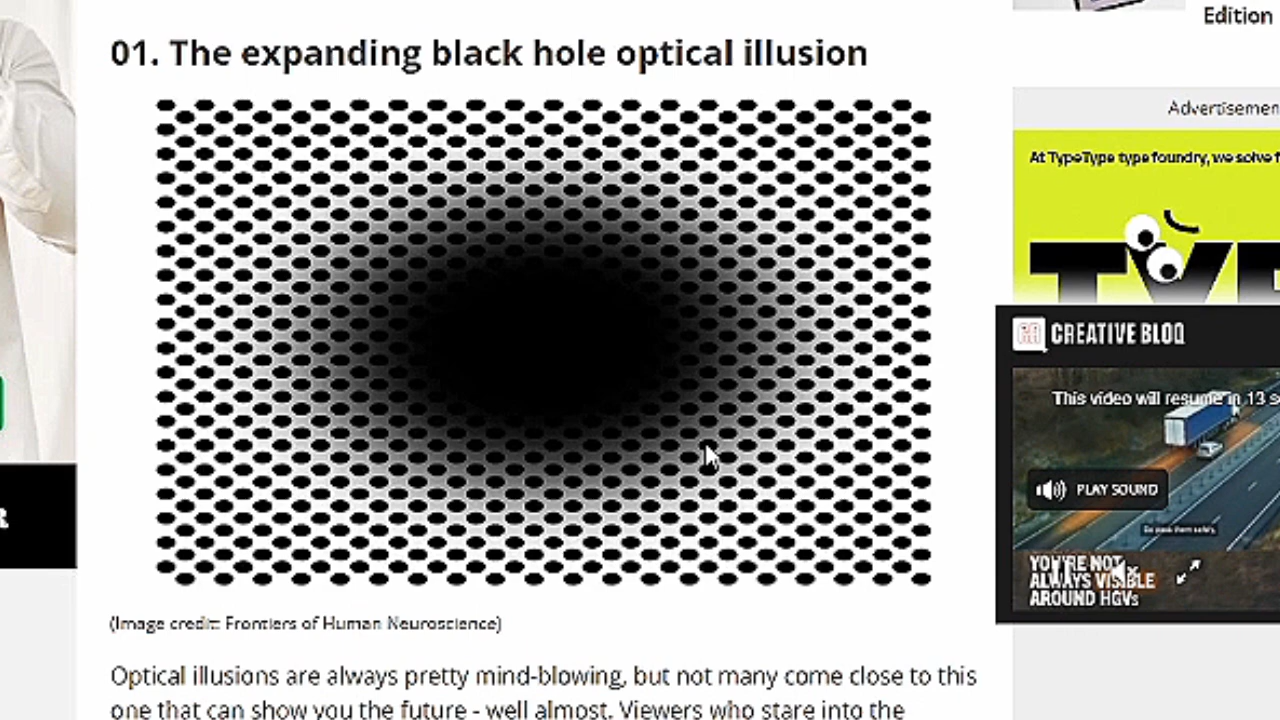 Edition
01. The expanding black hole optical illusion
Advertisemen
At TypeType type foundry, we solve f
TYPE
CREATIVE BLOQ
This video will resume in 13 s
PLAY SOUND
YOU'RE NOT
ALWAYS VISIBLE
AROUND HGVs
(Image credit: Frontiers of Human Neuroscience)
Optical illusions are always pretty mind-blowing, but not many come close to this
one that can show you the future - well almost. Viewers who stare into the